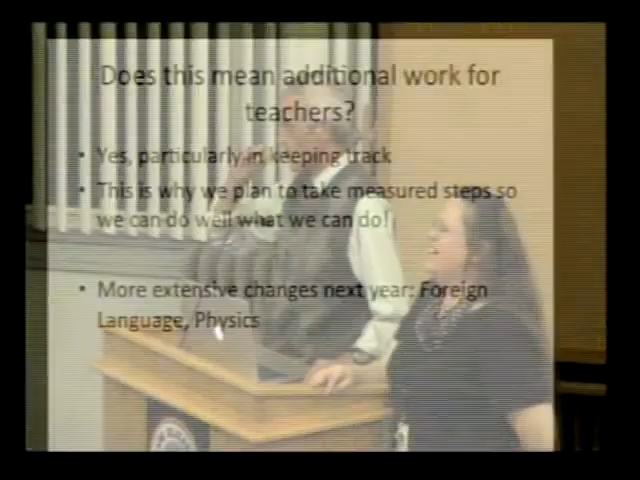 Does this mean additional work for
teachers?
• Yes, particularly in keeping track
• This is why we plan to take measured steps so
we can do well what we can do!
• More extensive changes next year: Foreign
Language, Physics